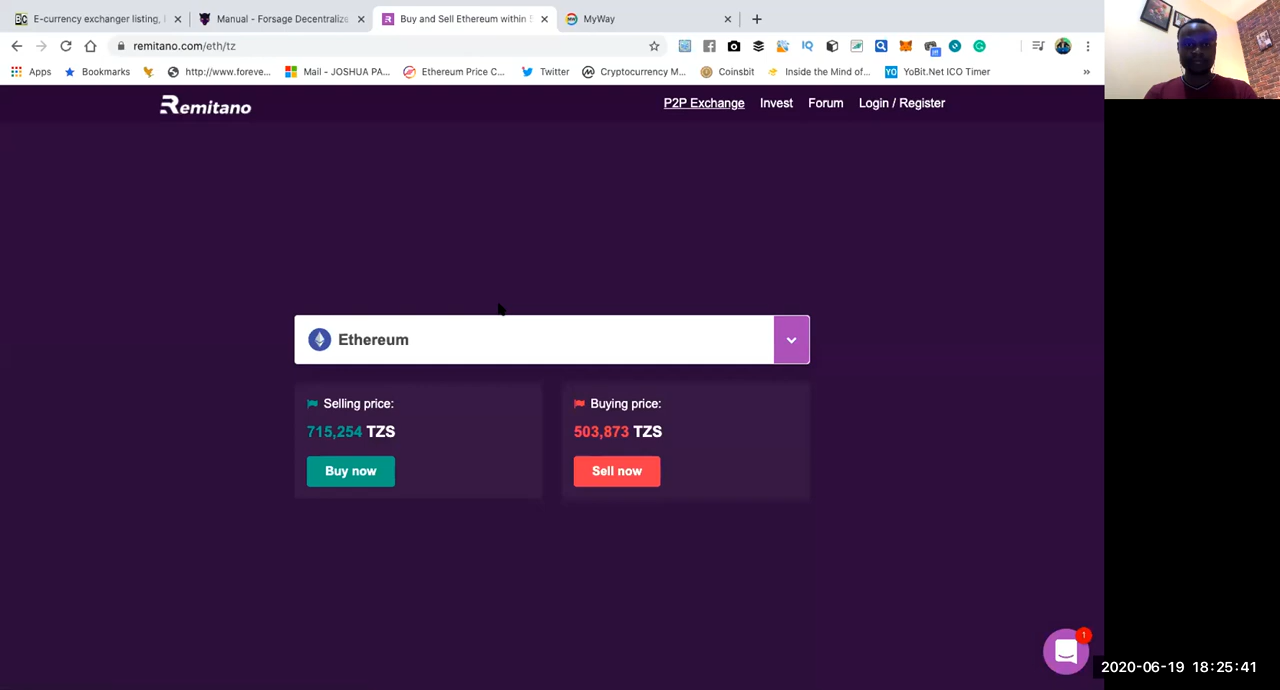 E-currency exchanger listing,
Manual - Forsage Decentralize
Buy and Sell Ethereum within
MyWay
remitano.com/eth/tz
Apps
Bookmarks
http://www.foreve...
Mail - JOSHUA PA...
Ethereum Price C...
Twitter
Cryptocurrency M...
Coinsbit
Inside the Mind of...
YoBit.Net ICO Timer
Remitano
P2P Exchange
Invest
Forum
Login / Register
Ethereum
Selling price:
715,254 TZS
Buy now
Buying price:
503,873 TZS
Sell now
1
2020-06-19 18:25:41